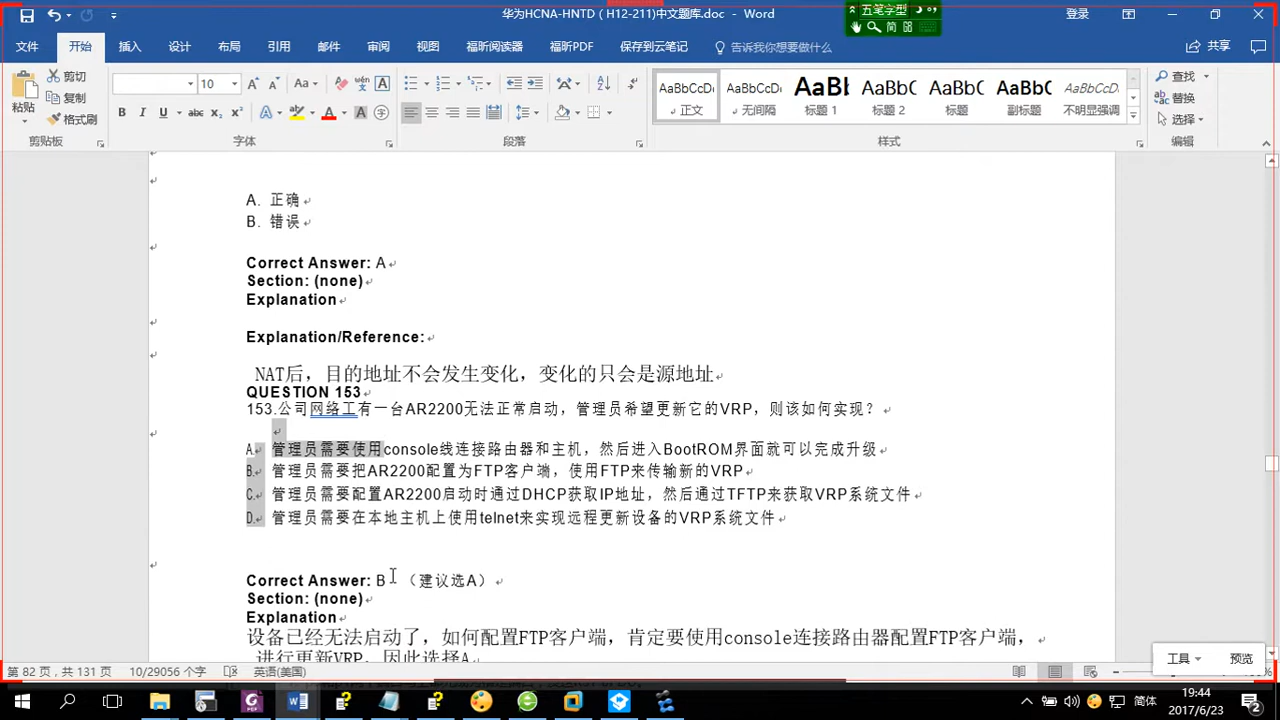 华为HCNA-HNTD ( H12-211)中文题库.doc - Word
五笔字型
简
登录
文件 开始 插入 设计 布局 引用 邮件 审阅 视图 福昕阅读器 福昕PDF 保存到云笔记 告诉我你想要做什么 共享
粘贴 剪切 复制 格式刷
10
AaBbCcDc AaBbCcDc AaBb AaBbC AaBbC AaBbC AaBbCcDc
正文 无间隔 标题 1 标题 2 标题 副标题 不明显强调
查找
替换
选择
剪贴板 字体 段落 样式 编辑
A. 正确
B. 错误
Correct Answer: A
Section: (none)
Explanation
Explanation/Reference:
NAT后，目的地址不会发生变化，变化的只会是源地址
QUESTION 153
153.公司网络工有一台AR2200无法正常启动，管理员希望更新它的VRP，则该如何实现？
A. 管理员需要使用console线连接路由器和主机，然后进入BootROM界面就可以完成升级
B. 管理员需要把AR2200配置为FTP客户端，使用FTP来传输新的VRP
C. 管理员需要配置AR2200启动时通过DHCP获取IP地址，然后通过TFTP来获取VRP系统文件
D. 管理员需要在本地主机上使用telnet来实现远程更新设备的VRP系统文件
Correct Answer: B （建议选A）
Section: (none)
Explanation
设备已经无法启动了，如何配置FTP客户端，肯定要使用console连接路由器配置FTP客户端，
进行更新VRP，因此选择A
工具 预览
第 82 页，共 131 页 10/29056 个字 英语(美国)
简体
19:44
2017/6/23